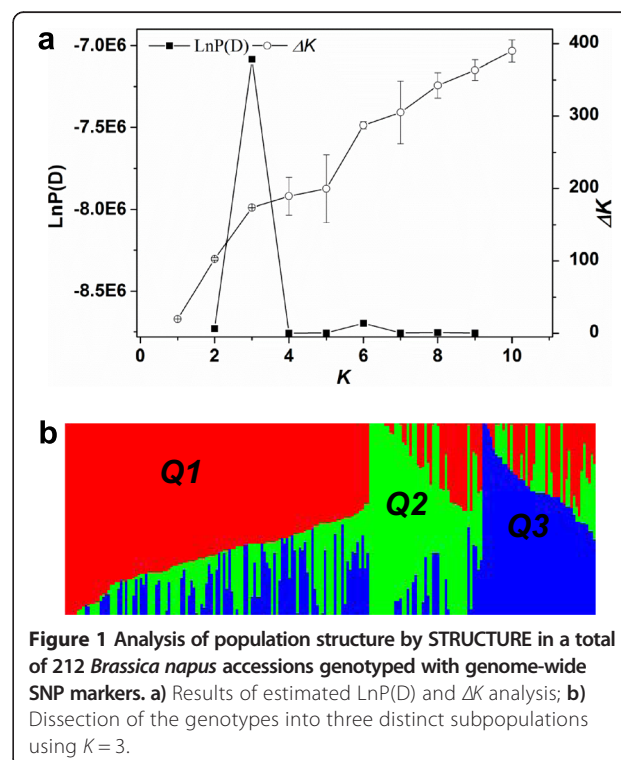 a
LnP(D) ΔK
-7.0E6
-7.5E6
-8.0E6
-8.5E6
LnP(D)
400
300
200
100
0
ΔK
0 2 4 6 8 10
K
b
Q1
Q2
Q3
Figure 1 Analysis of population structure by STRUCTURE in a total
of 212 Brassica napus accessions genotyped with genome-wide
SNP markers. a) Results of estimated LnP(D) and ΔK analysis; b)
Dissection of the genotypes into three distinct subpopulations
using K = 3.